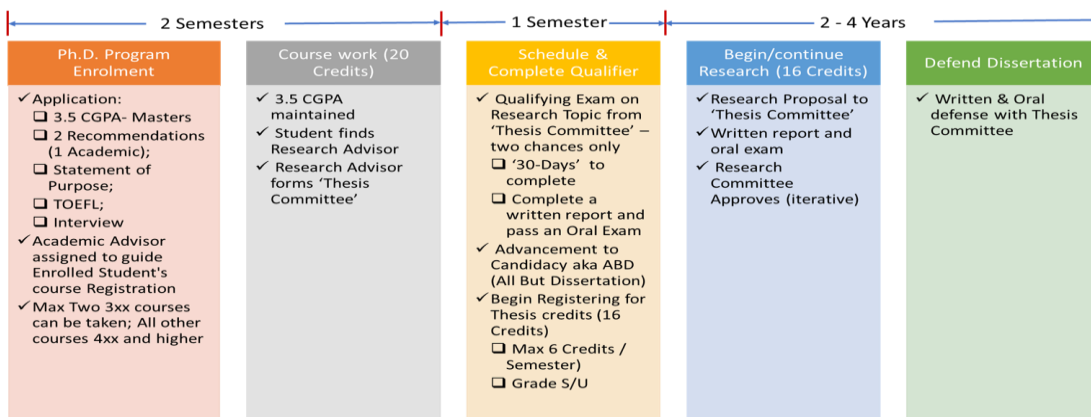 2 Semesters
1 Semester
2 - 4 Years
Ph.D. Program
Enrolment
✓Application:
❑ 3.5 CGPA- Masters
❑ 2 Recommendations
(1 Academic);
❑ Statement of
Purpose;
❑ TOEFL;
❑ Interview
✓Academic Advisor
assigned to guide
Enrolled Student's
course Registration
✓Max Two 3xx courses
can be taken; All other
courses 4xx and higher
Course work (20
Credits)
✓ 3.5 CGPA
maintained
✓ Student finds
Research Advisor
✓ Research Advisor
forms ‘Thesis
Committee’
Schedule &
Complete Qualifier
✓ Qualifying Exam on
Research Topic from
‘Thesis Committee’ –
two chances only
❑ ‘30-Days’ to
complete
❑ Complete a
written report and
pass an Oral Exam
✓ Advancement to
Candidacy aka ABD
(All But Dissertation)
✓Begin Registering for
Thesis credits (16
Credits)
❑ Max 6 Credits /
Semester)
❑ Grade S/U
Begin/continue
Research (16 Credits)
✓Research Proposal to
‘Thesis Committee’
✓Written report and
oral exam
✓ Research
Committee
Approves (iterative)
Defend Dissertation
✓ Written & Oral
defense with Thesis
Committee